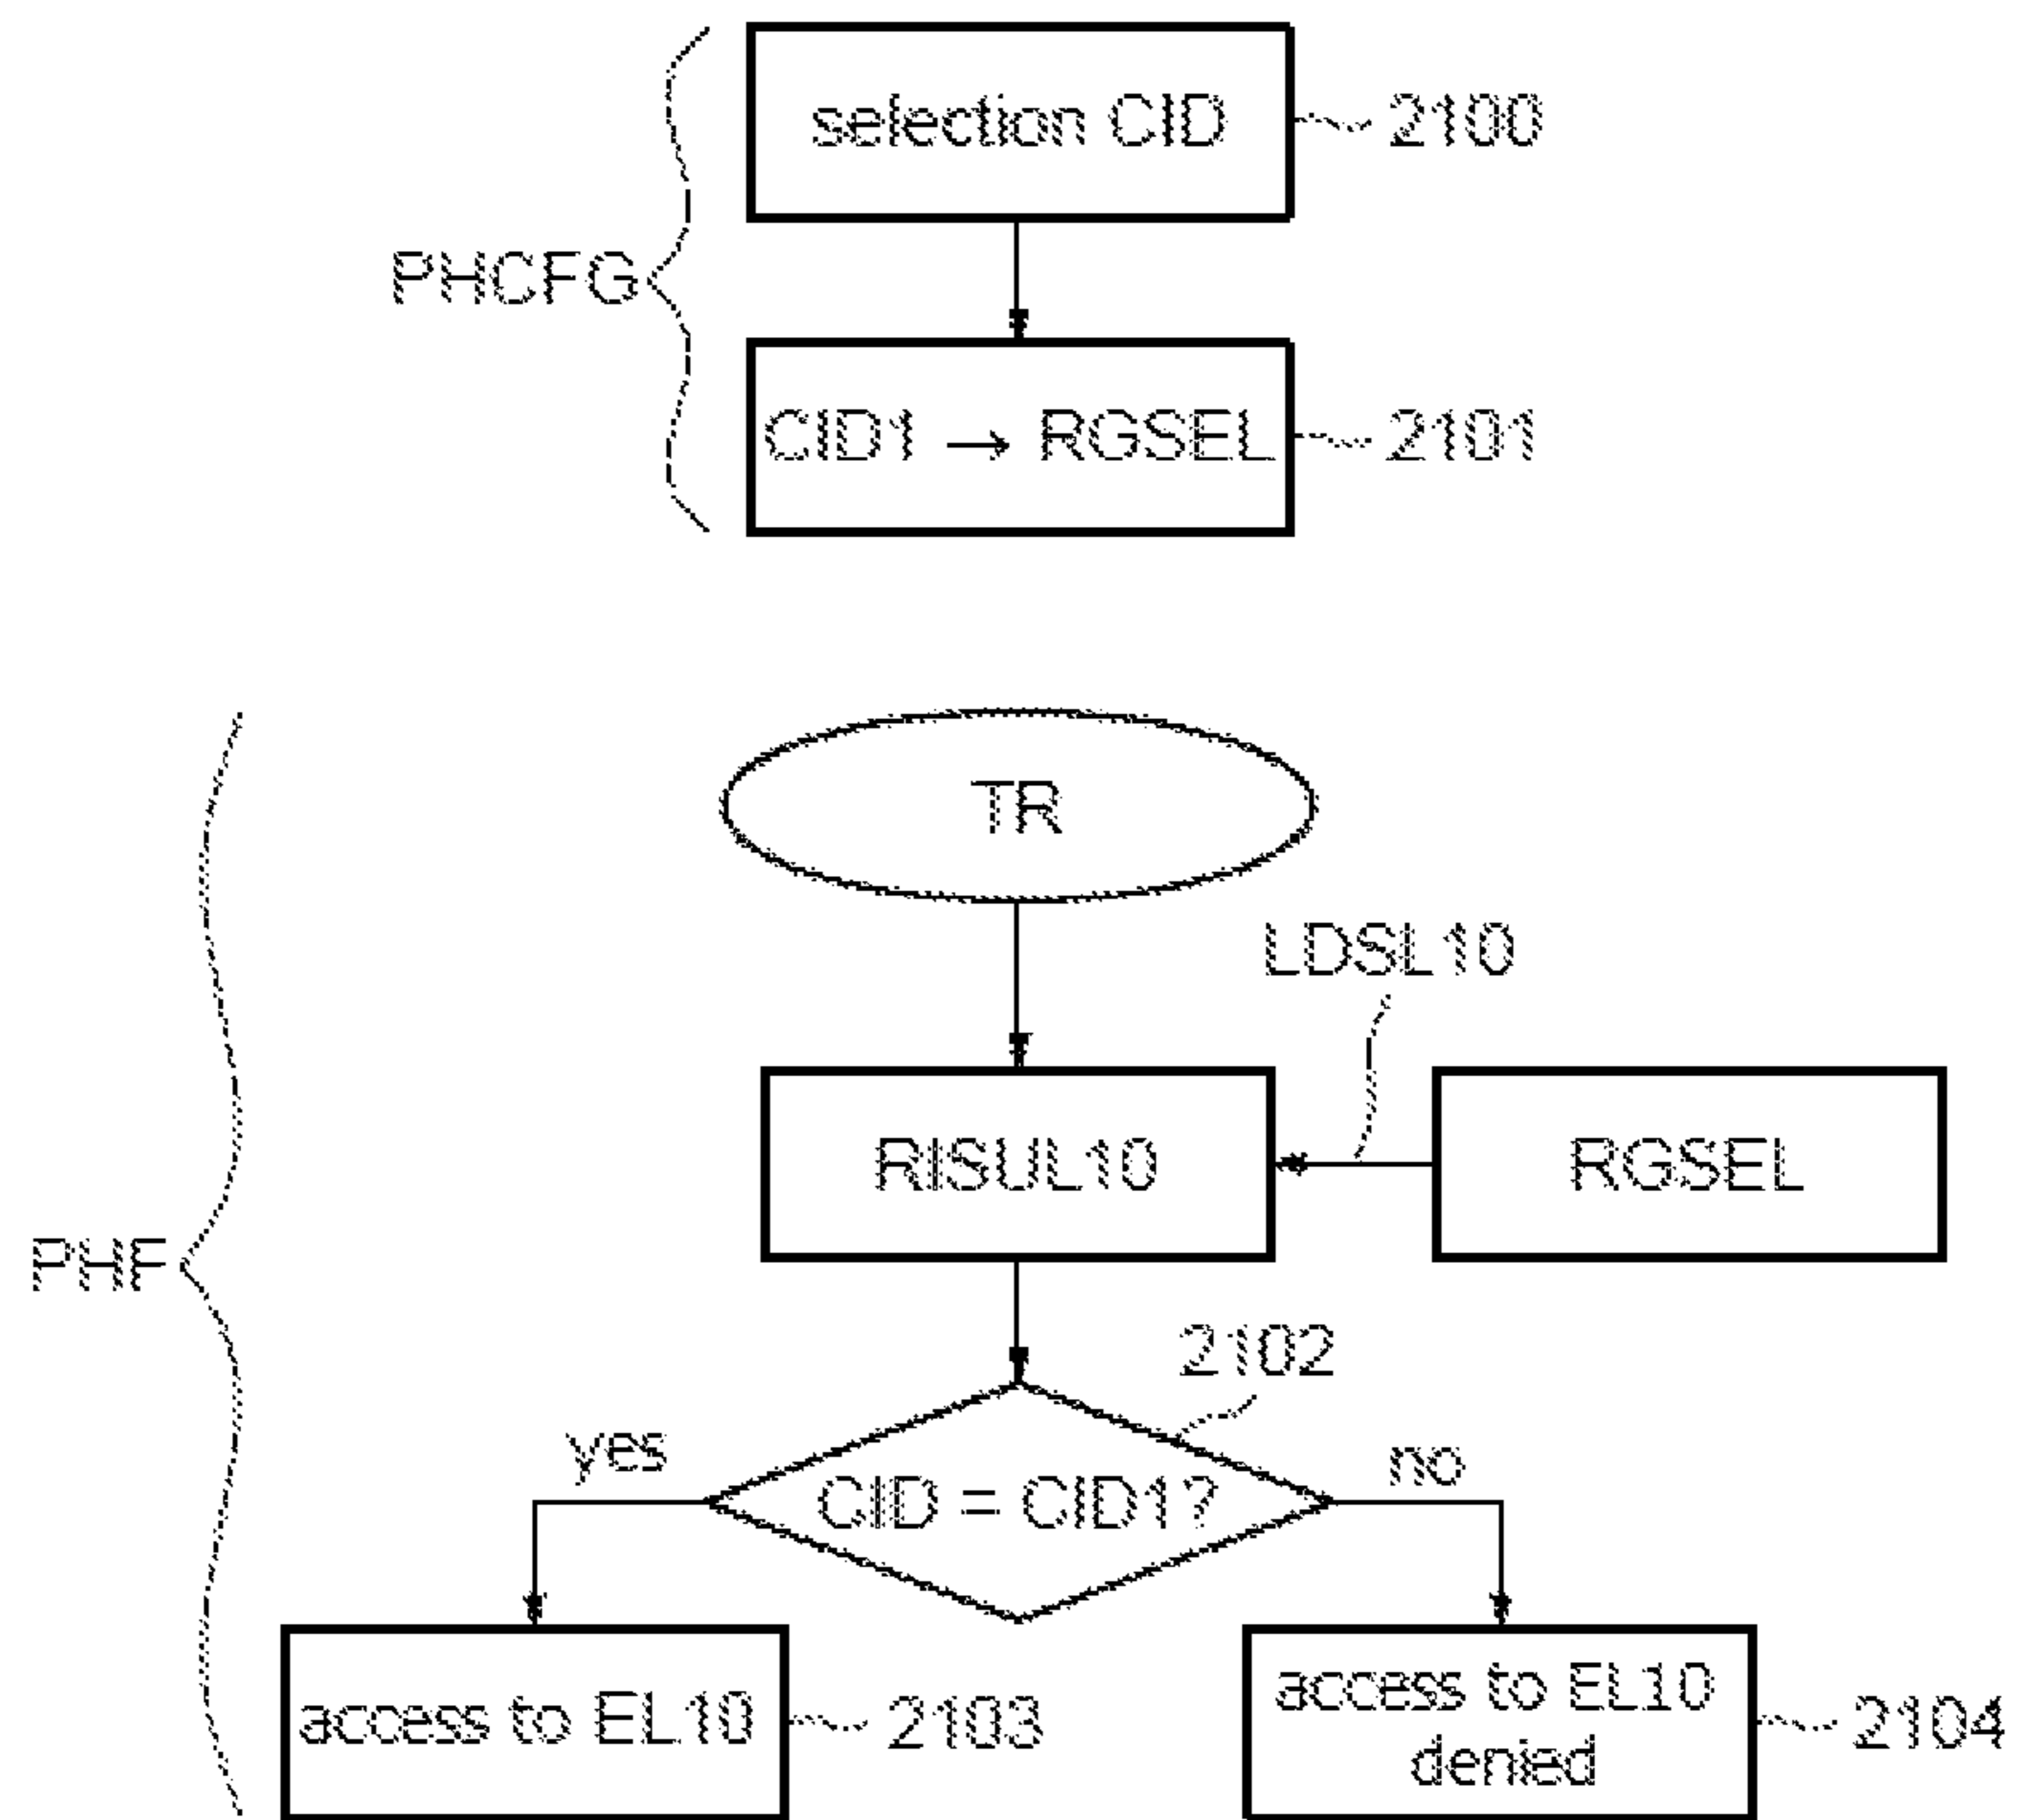 selection CID
2100
PHCFG
CID1 → RGSEL
2101
TR
LDSL10
RISUL10
RGSEL
PHF
2102
yes
no
CID = CID1?
access to EL10
2103
access to EL10
denied
2104